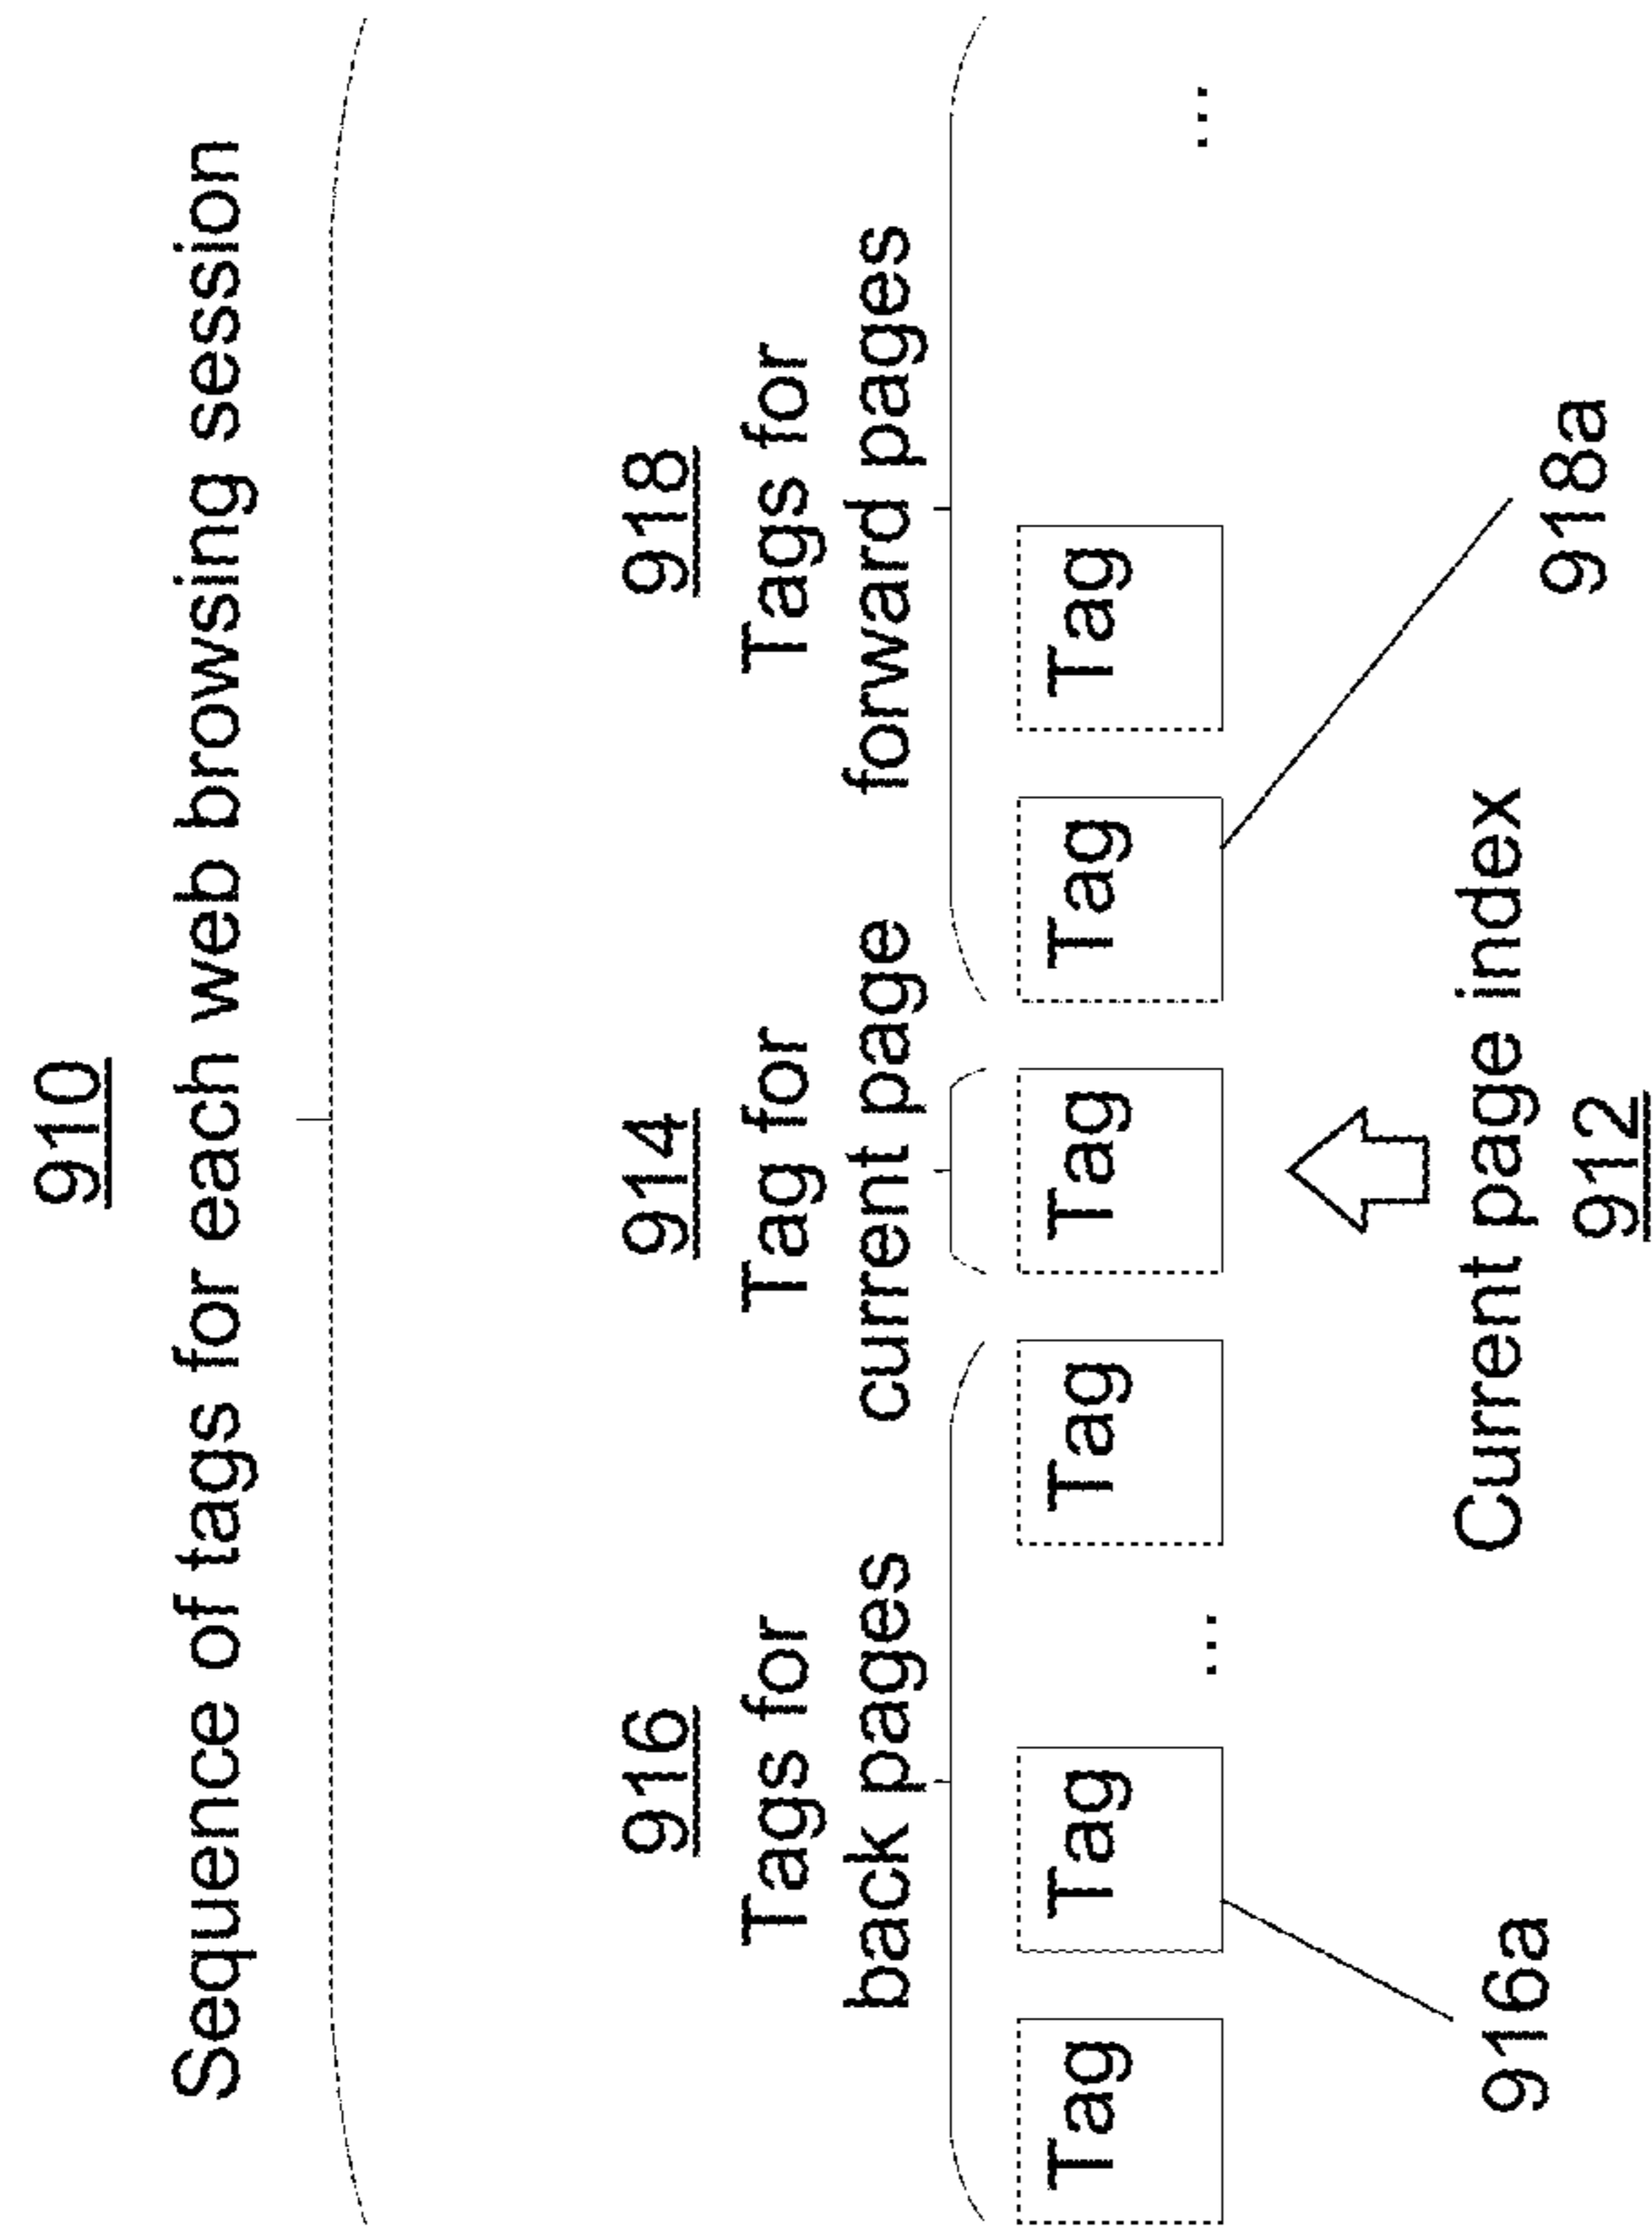 910
Sequence of tags for each web browsing session
916
Tags for
back pages
914
Tag for
current page
918
Tags for
forward pages
Tag
Tag
...
Tag
Tag
Tag
Tag
...
916a
Current page index
912
918a